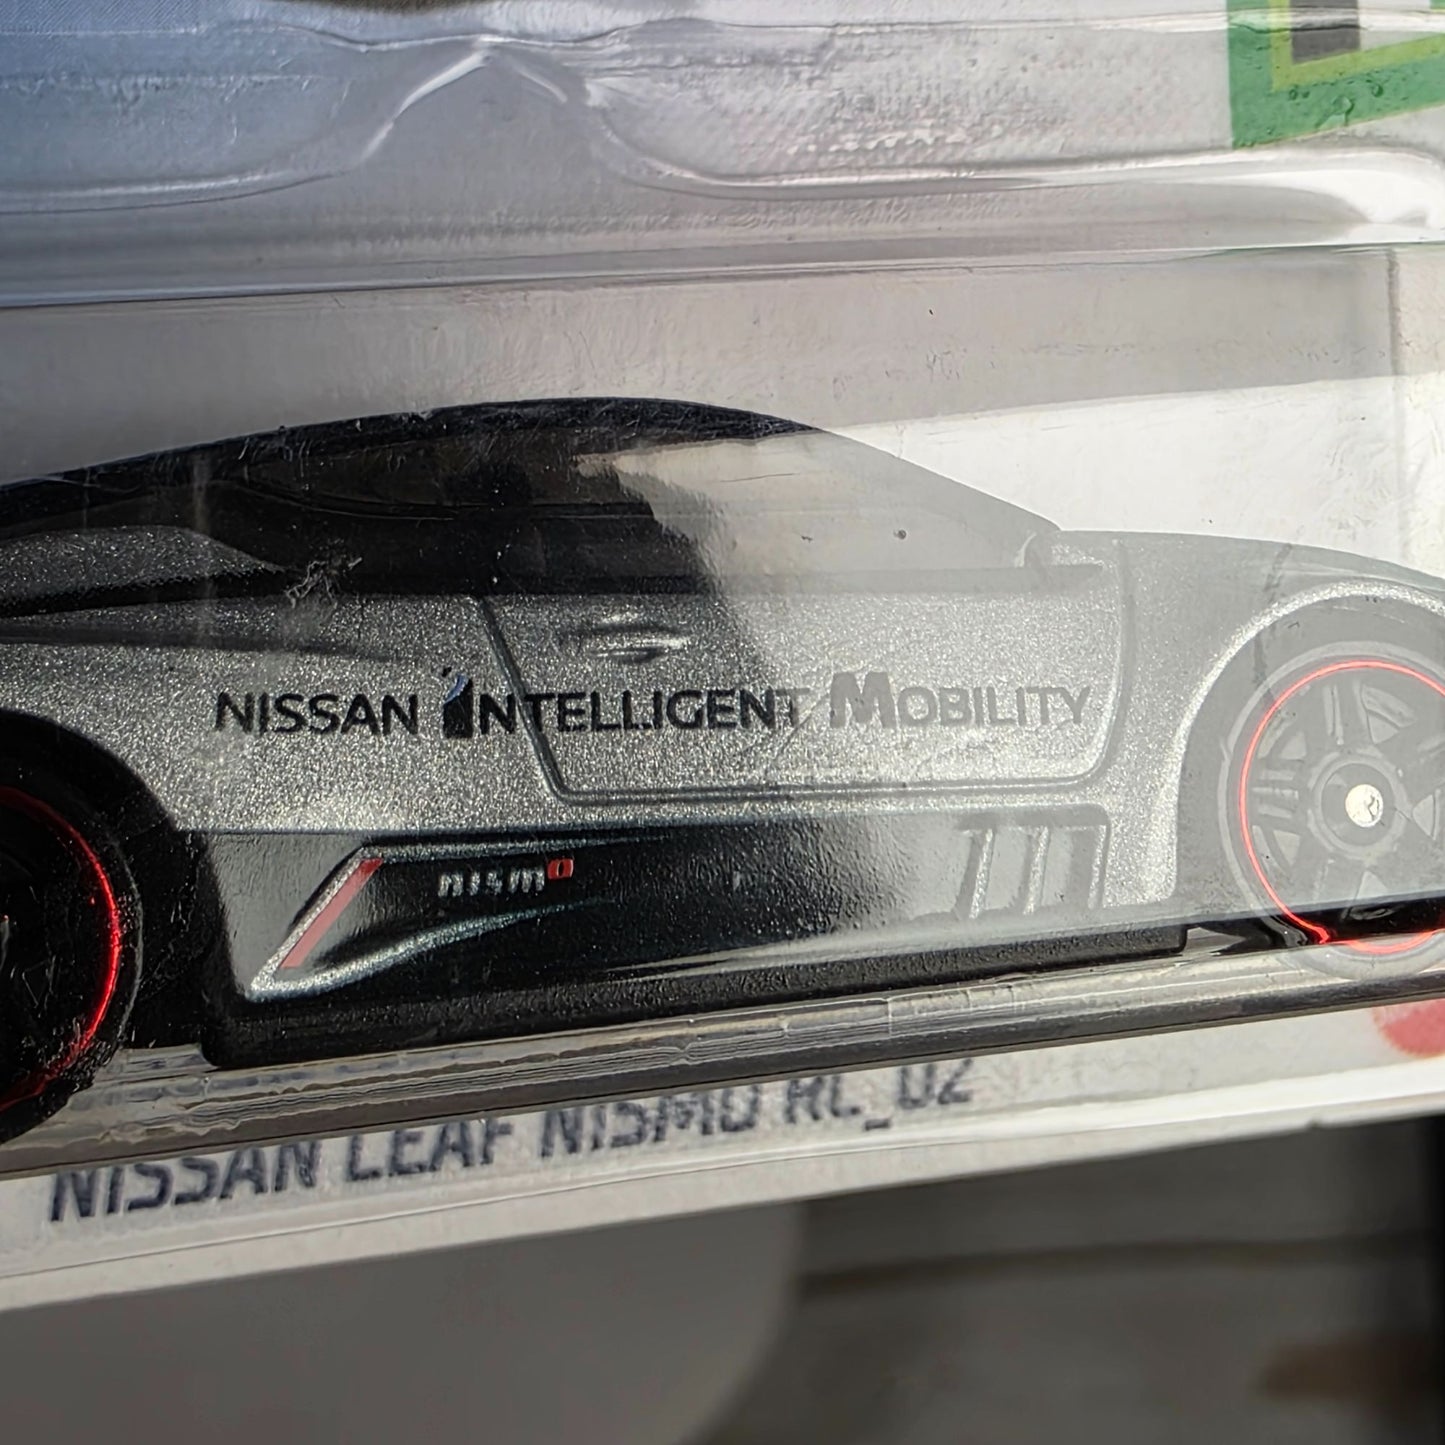 NISSAN INTELLIGENT MOBILITY
nismo
NISSAN LEAF NISMO RC_02